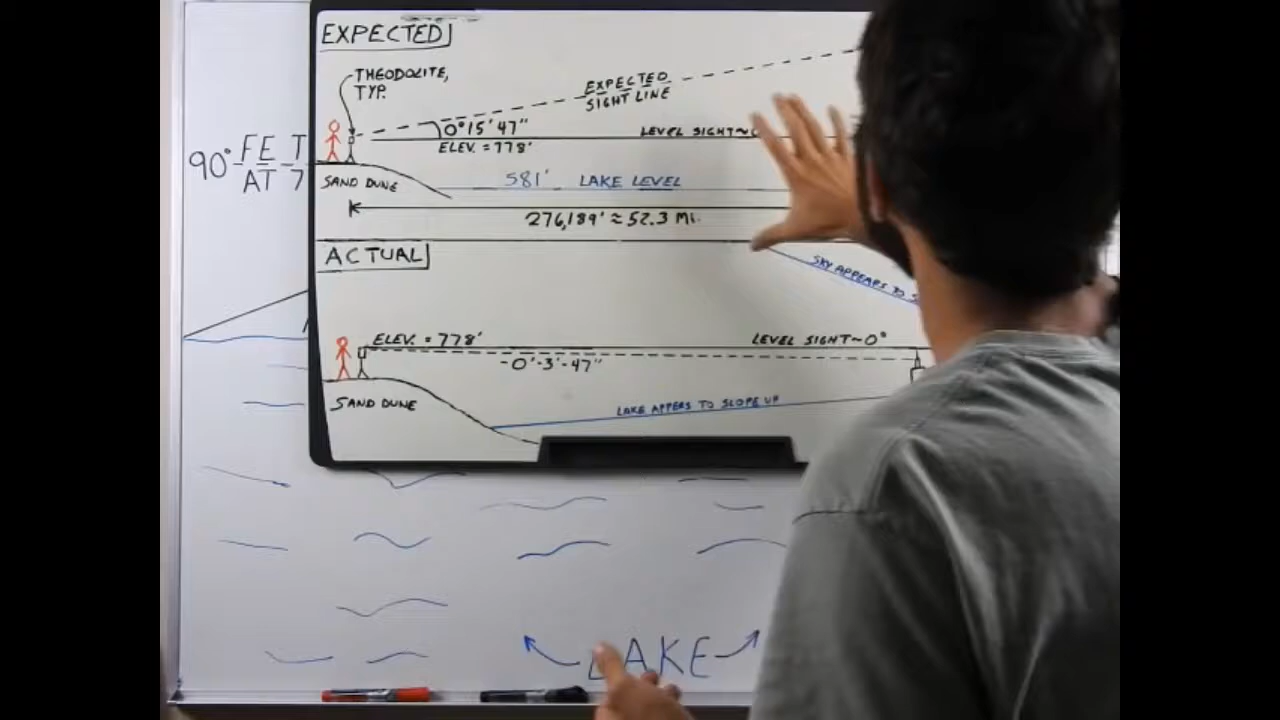 EXPECTED
THEODOLITE,
TYP.
EXPECTED
SIGHT LINE
0° 15' 47"
LEVEL SIGHT~
ELEV. = 778'
90° - FE T
AT 7
SAND DUNE
581' LAKE LEVEL
276,189' ≈ 52.3 MI.
ACTUAL
SKY APPEARS TO S
ELEV. = 778'
LEVEL SIGHT~0°
-0°-3'-47"
SAND DUNE
LAKE APPERS TO SLOPE UP
LAKE